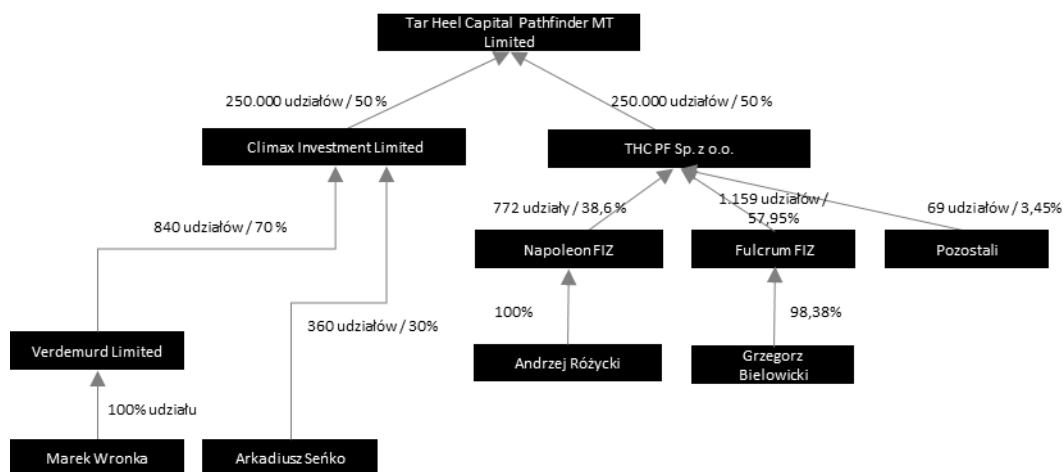 Tar Heel Capital Pathfinder MT
Limited
250.000 udziałów / 50 %
250.000 udziałów / 50 %
Climax Investment Limited
THC PF Sp. z o.o.
840 udziałów / 70 %
772 udziały / 38,6 %
1.159 udziałów /
57,95%
69 udziałów / 3,45%
Napoleon FIZ
Fulcrum FIZ
Pozostali
360 udziałów / 30%
100%
98,38%
Verdemurd Limited
Andrzej Różycki
Grzegorz
Bielowicki
100% udziału
Marek Wronka
Arkadiusz Seńko